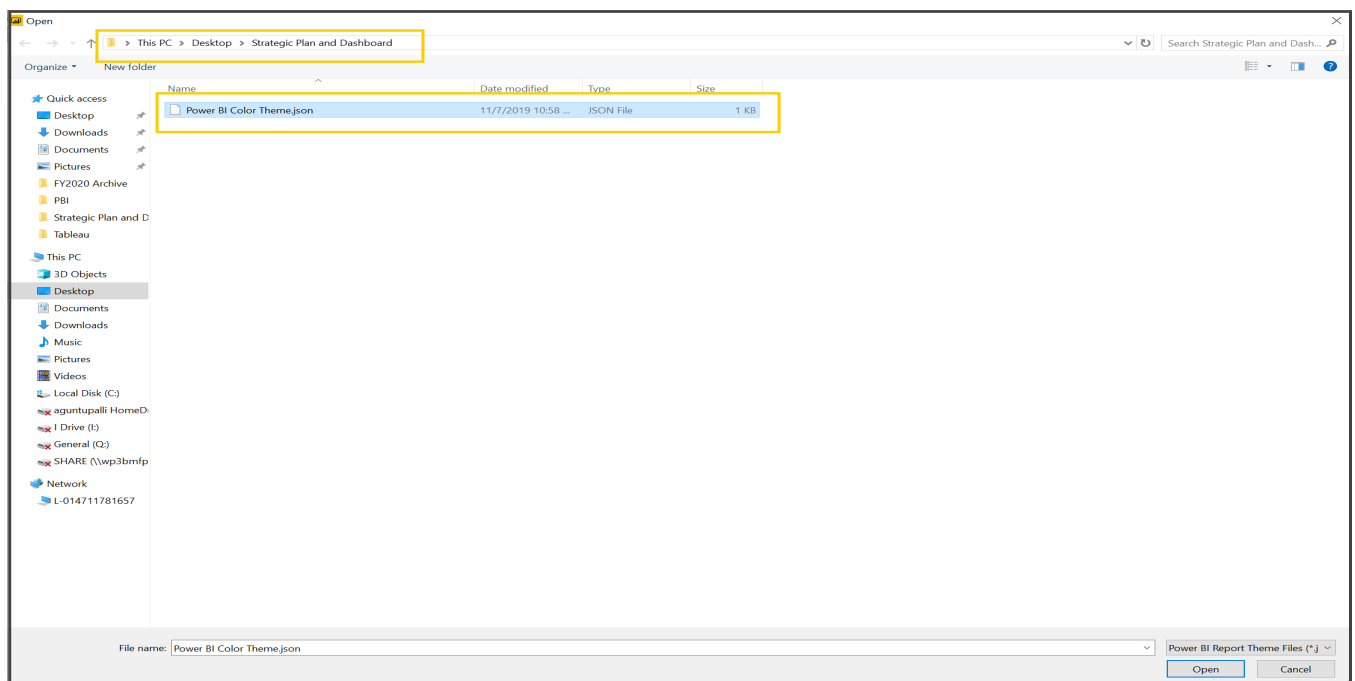 Open
This PC > Desktop > Strategic Plan and Dashboard
Search Strategic Plan and Dash...
Organize
New folder
Name
Date modified
Type
Size
Power BI Color Theme.json
11/7/2019 10:58 ...
JSON File
1 KB
Quick access
Desktop
Downloads
Documents
Pictures
FY2020 Archive
PBI
Strategic Plan and D
Tableau
This PC
3D Objects
Desktop
Documents
Downloads
Music
Pictures
Videos
Local Disk (C:)
aguntupalli HomeD
I Drive (I:)
General (Q:)
SHARE (\\wp3bmfp
Network
L-014711781657
File name:
Power BI Color Theme.json
Power BI Report Theme Files (*.j
Open
Cancel